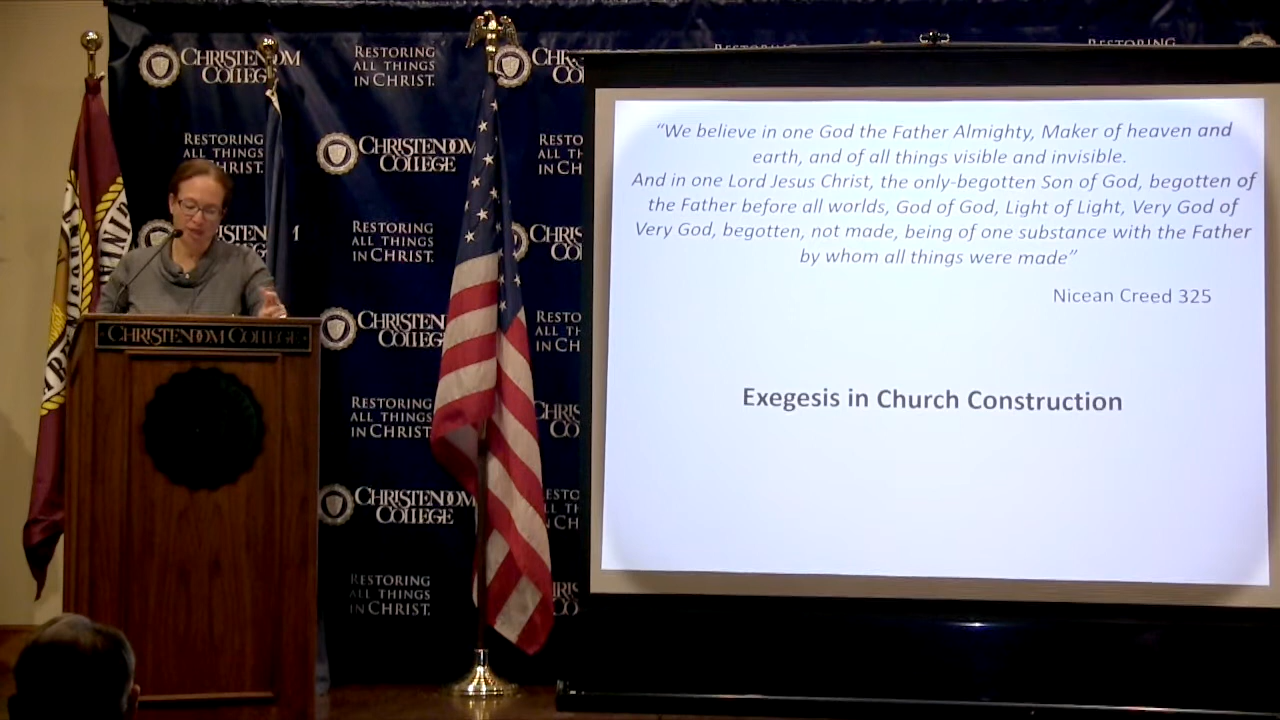 CHRISTENDOM
COLLEGE
RESTORING
ALL THINGS
IN CHRIST.
RESTORING
ALL THINGS
CHRISTENDOM
COLLEGE
RESTORING
ALL THINGS
IN CHRIST.
CHRISTENDOM
COLLEGE
RESTORING
ALL THINGS
IN CHRIST.
CHRISTENDOM
COLLEGE
RESTORING
ALL THINGS
IN CHRIST.
CHRISTENDOM COLLEGE
“We believe in one God the Father Almighty, Maker of heaven and
earth, and of all things visible and invisible.
And in one Lord Jesus Christ, the only-begotten Son of God, begotten of
the Father before all worlds, God of God, Light of Light, Very God of
Very God, begotten, not made, being of one substance with the Father
by whom all things were made”
Nicean Creed 325
Exegesis in Church Construction